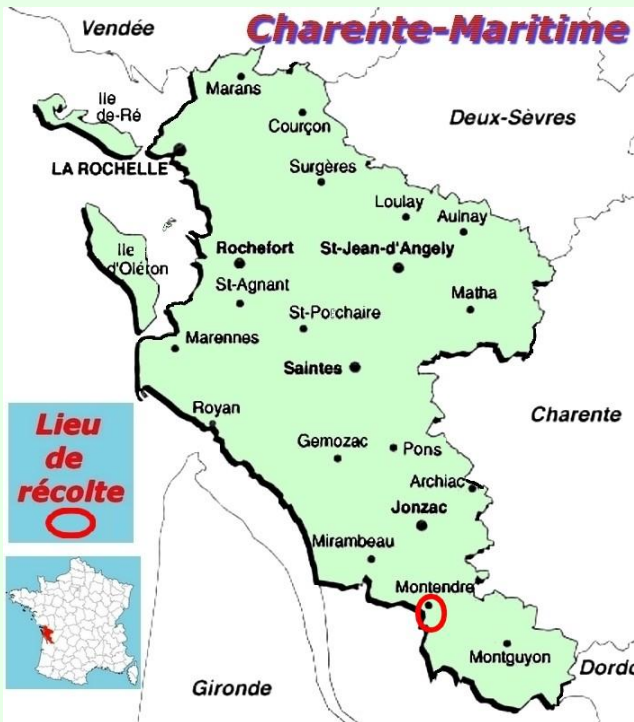 Charente-Maritime
Vendée
Marans
Ile
de-Ré
Courçon
Deux-Sèvres
LA ROCHELLE
Surgères
Loulay
Aulnay
Ile
d'Oléron
Rochefort
St-Jean-d'Angely
St-Agnant
Matha
St-Porchaire
Marennes
Saintes
Royan
Charente
Lieu
de
récolte
Gemozac
Pons
Archiac
Jonzac
Mirambeau
Montendre
Montguyon
Dordo
Gironde